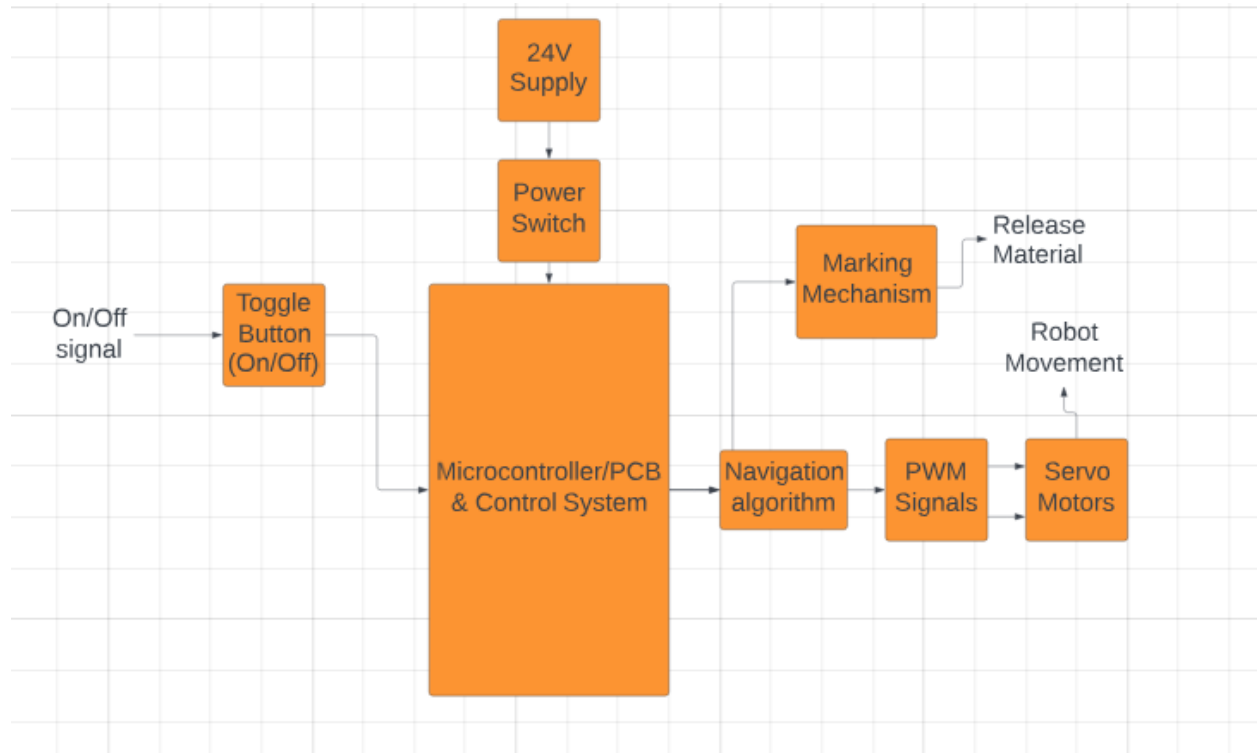 24V
Supply
Power
Switch
On/Off
signal
Toggle
Button
(On/Off)
Microcontroller/PCB
& Control System
Navigation
algorithm
Marking
Mechanism
Release
Material
PWM
Signals
Servo
Motors
Robot
Movement